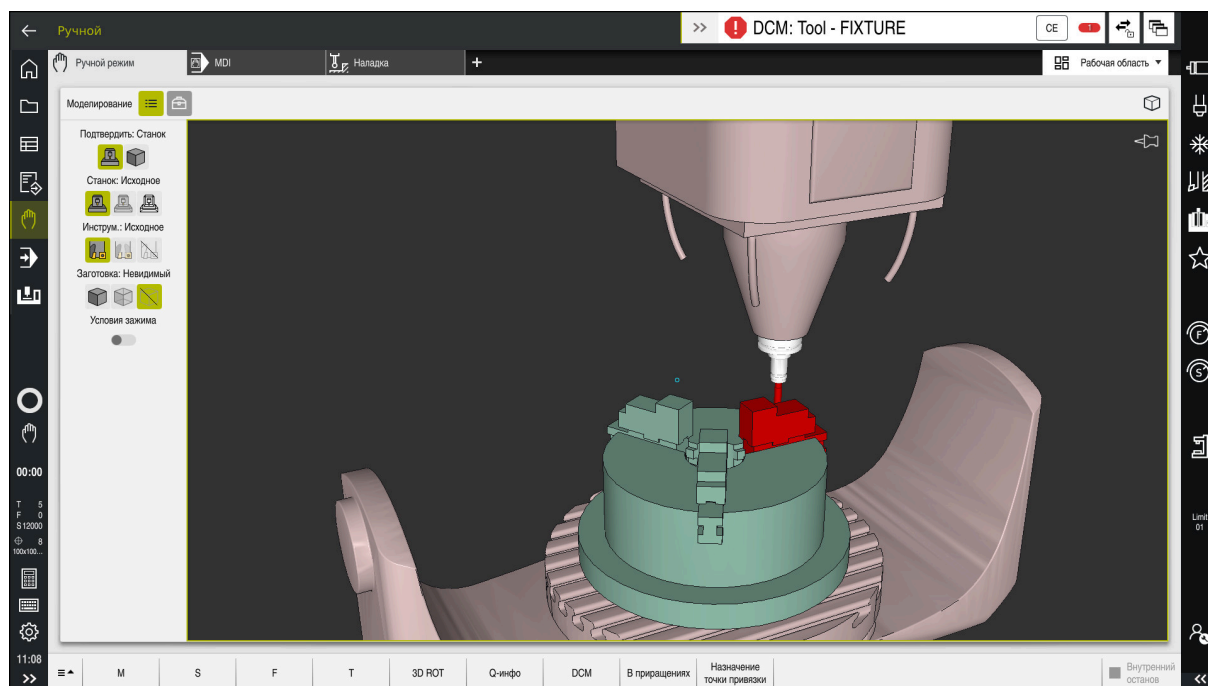 Ручной
DCM: Tool - FIXTURE
CE
1
Ручной режим
MDI
Наладка
+
Рабочая область
Моделирование
Подтвердить: Станок
Станок: Исходное
Инструм.: Исходное
Заготовка: Невидимый
Условия зажима
F
S
00:00
T 5
F 0
S 12000
8
100x100...
Limit
01
11:08
M
S
F
T
3D ROT
Q-инфо
DCM
В приращениях
Назначение
точки привязки
Внутренний
останов